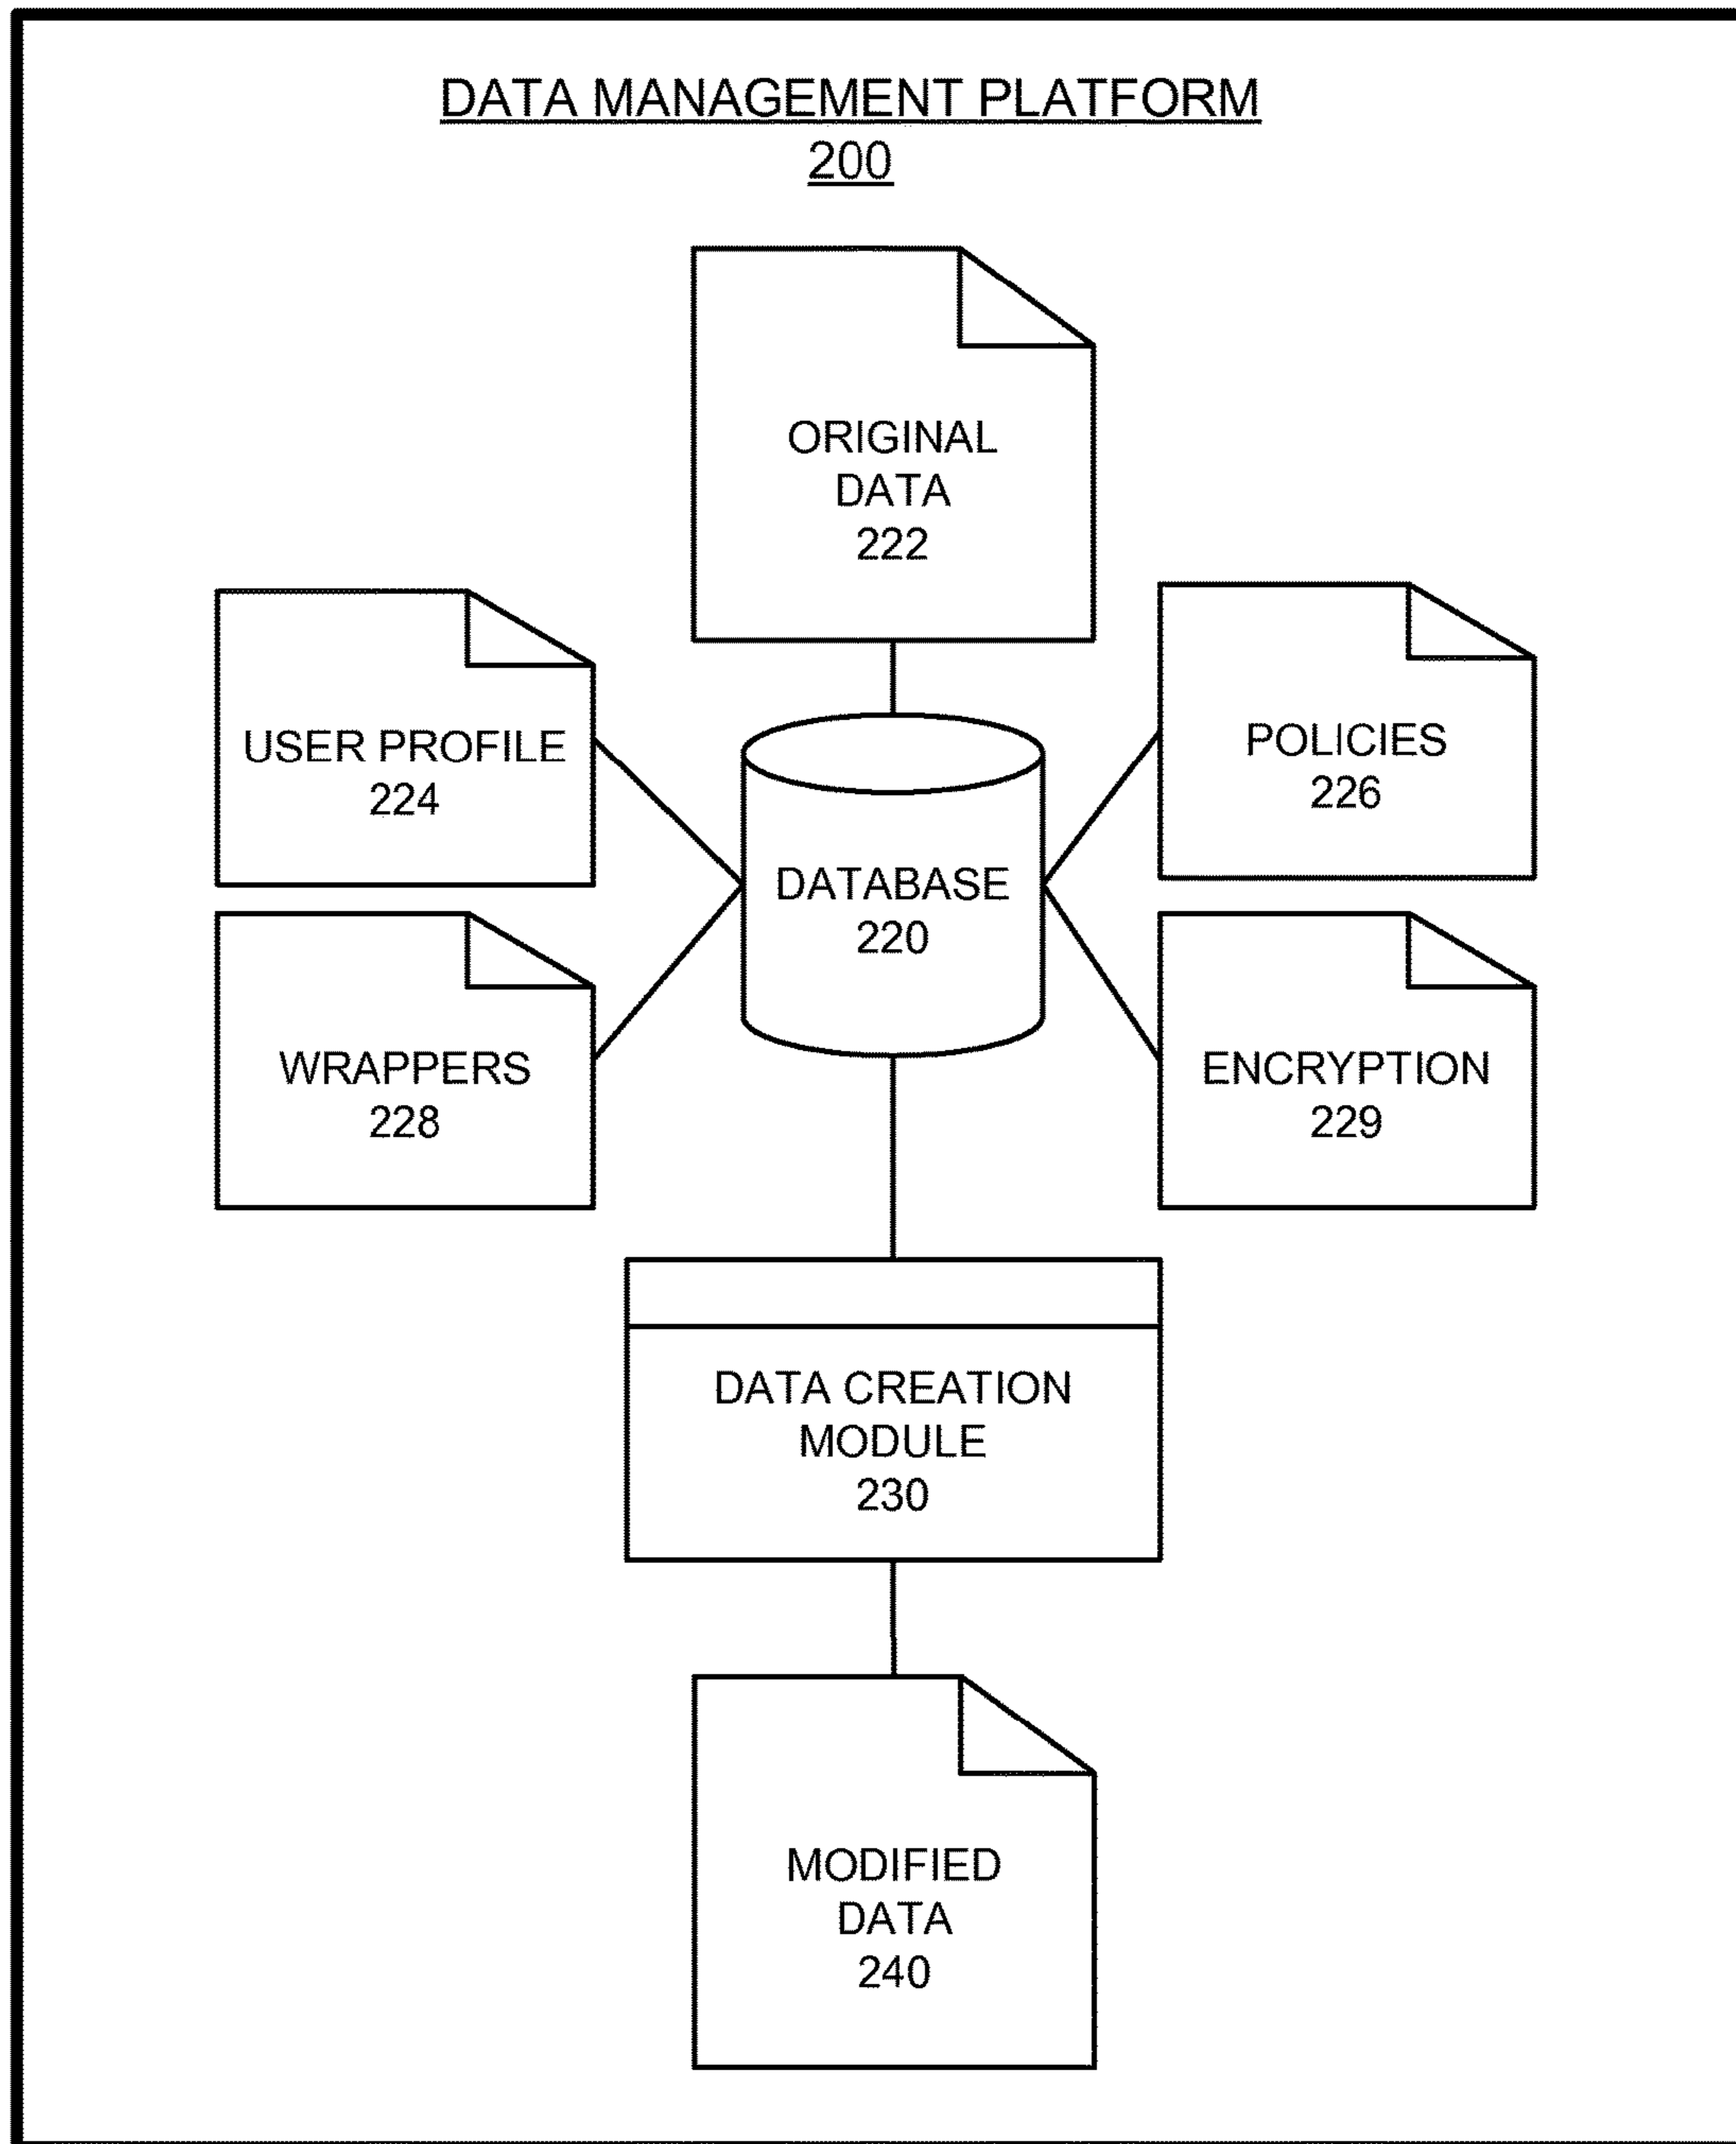 DATA MANAGEMENT PLATFORM
200
ORIGINAL
DATA
222
USER PROFILE
224
POLICIES
226
DATABASE
220
WRAPPERS
228
ENCRYPTION
229
DATA CREATION
MODULE
230
MODIFIED
DATA
240